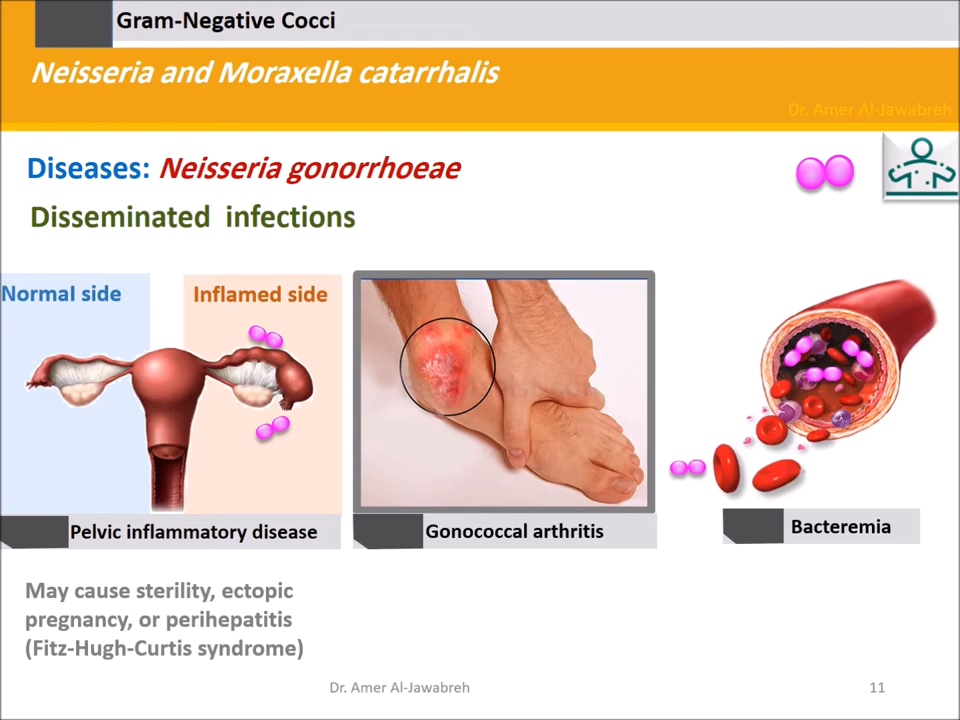 Gram-Negative Cocci
Neisseria and Moraxella catarrhalis
Dr. Amer Al-Jawabreh
Diseases: Neisseria gonorrhoeae
Disseminated infections
Normal side
Inflamed side
Pelvic inflammatory disease
Gonococcal arthritis
Bacteremia
May cause sterility, ectopic
pregnancy, or perihepatitis
(Fitz-Hugh-Curtis syndrome)
Dr. Amer Al-Jawabreh
11